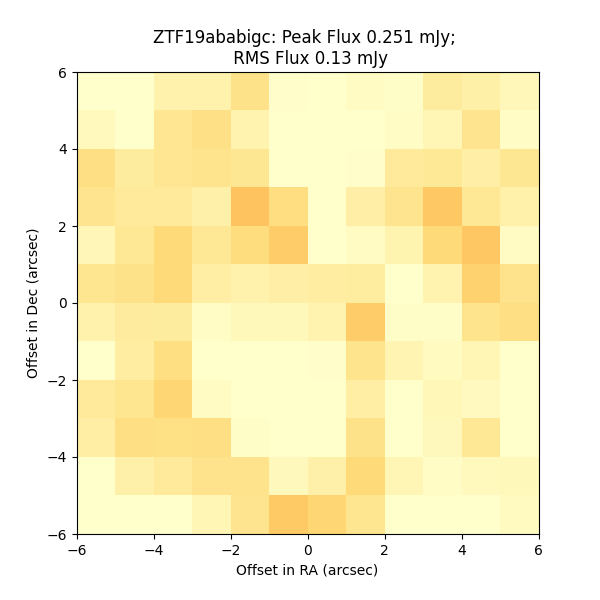 ZTF19ababigc: Peak Flux 0.251 mJy;
RMS Flux 0.13 mJy
6
4
2
0
−2
−4
−6
Offset in Dec (arcsec)
−6 −4 −2 0 2 4 6
Offset in RA (arcsec)